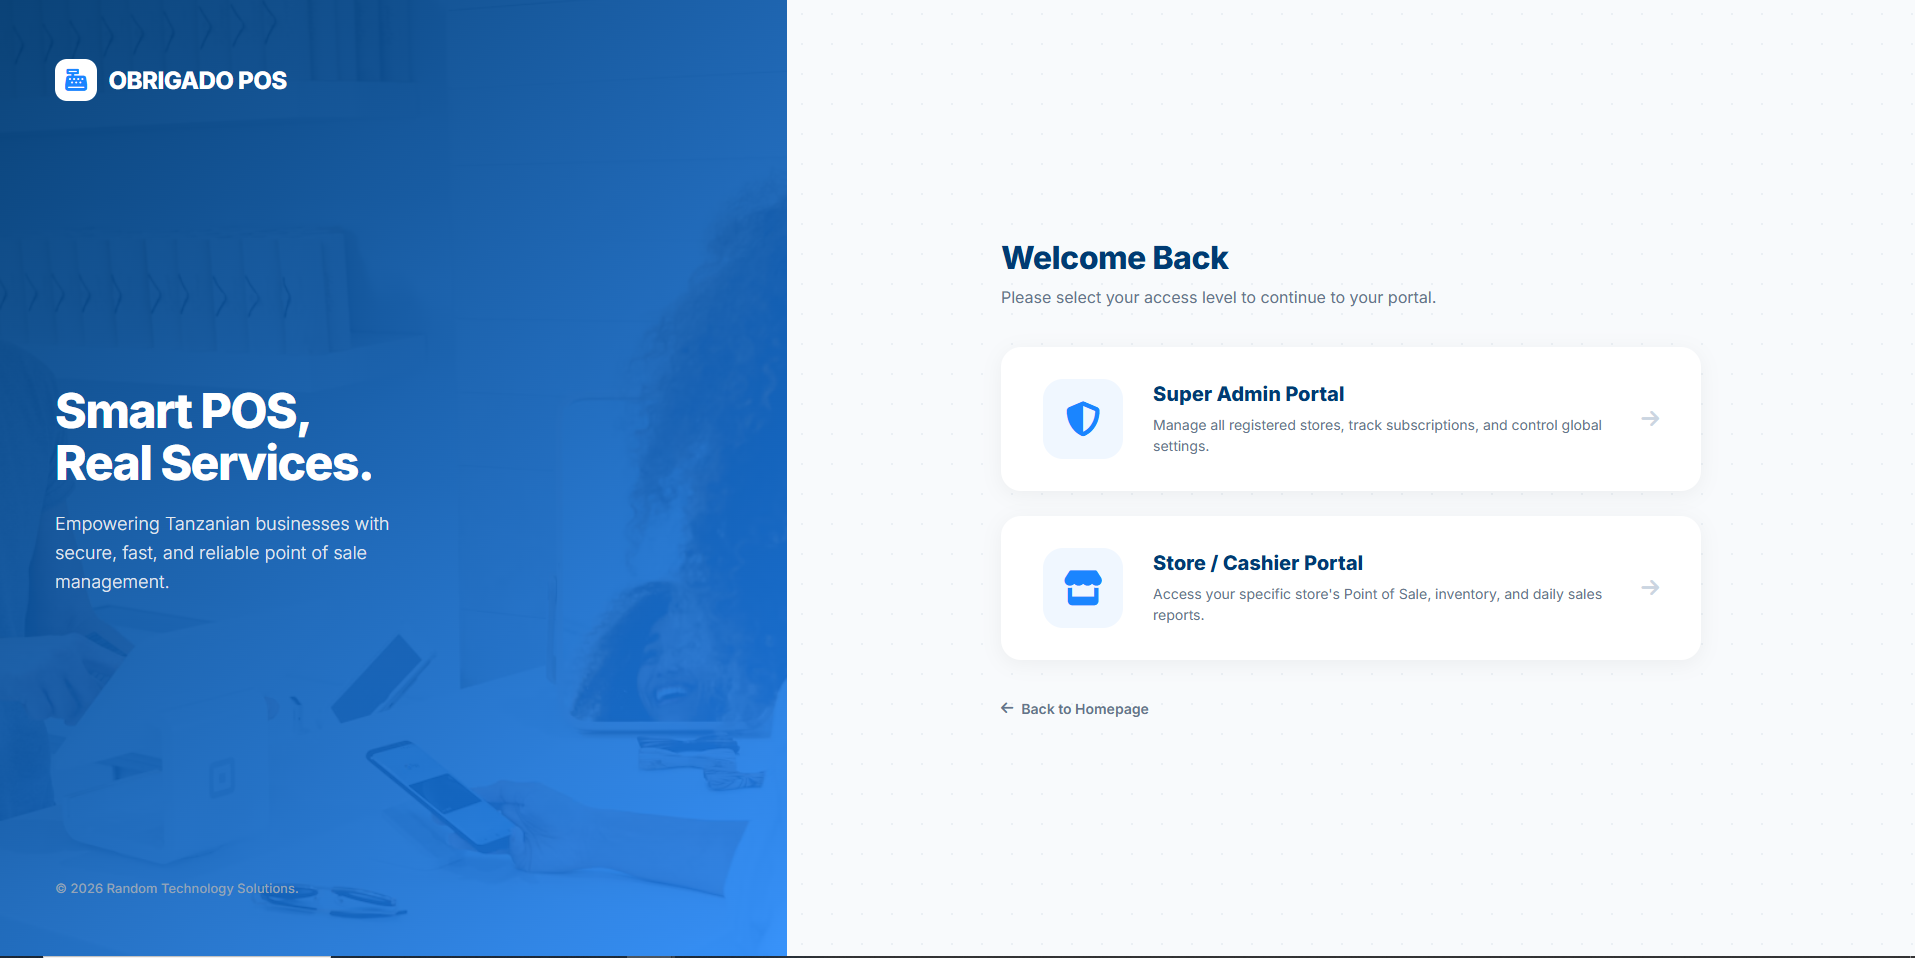 OBRIGADO POS
Smart POS,
Real Services.
Empowering Tanzanian businesses with
secure, fast, and reliable point of sale
management.
© 2026 Random Technology Solutions.
Welcome Back
Please select your access level to continue to your portal.
Super Admin Portal
Manage all registered stores, track subscriptions, and control global
settings.
Store / Cashier Portal
Access your specific store's Point of Sale, inventory, and daily sales
reports.
Back to Homepage